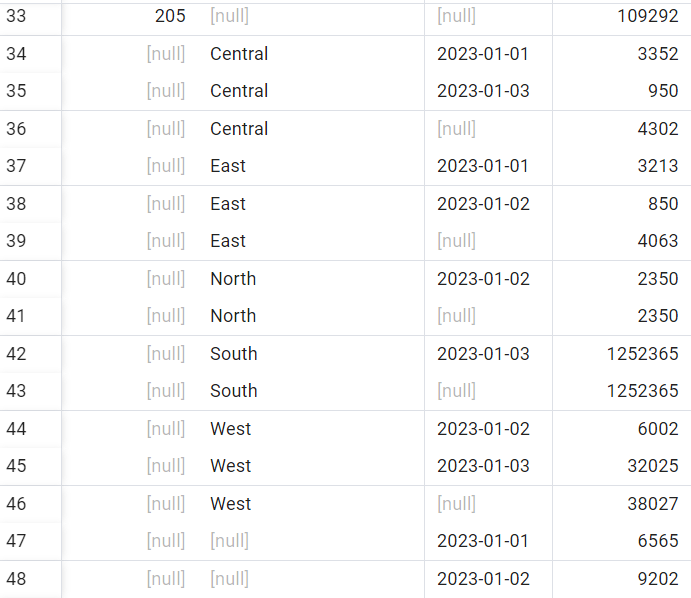 33 205 [null] [null] 109292
34 [null] Central 2023-01-01 3352
35 [null] Central 2023-01-03 950
36 [null] Central [null] 4302
37 [null] East 2023-01-01 3213
38 [null] East 2023-01-02 850
39 [null] East [null] 4063
40 [null] North 2023-01-02 2350
41 [null] North [null] 2350
42 [null] South 2023-01-03 1252365
43 [null] South [null] 1252365
44 [null] West 2023-01-02 6002
45 [null] West 2023-01-03 32025
46 [null] West [null] 38027
47 [null] [null] 2023-01-01 6565
48 [null] [null] 2023-01-02 9202